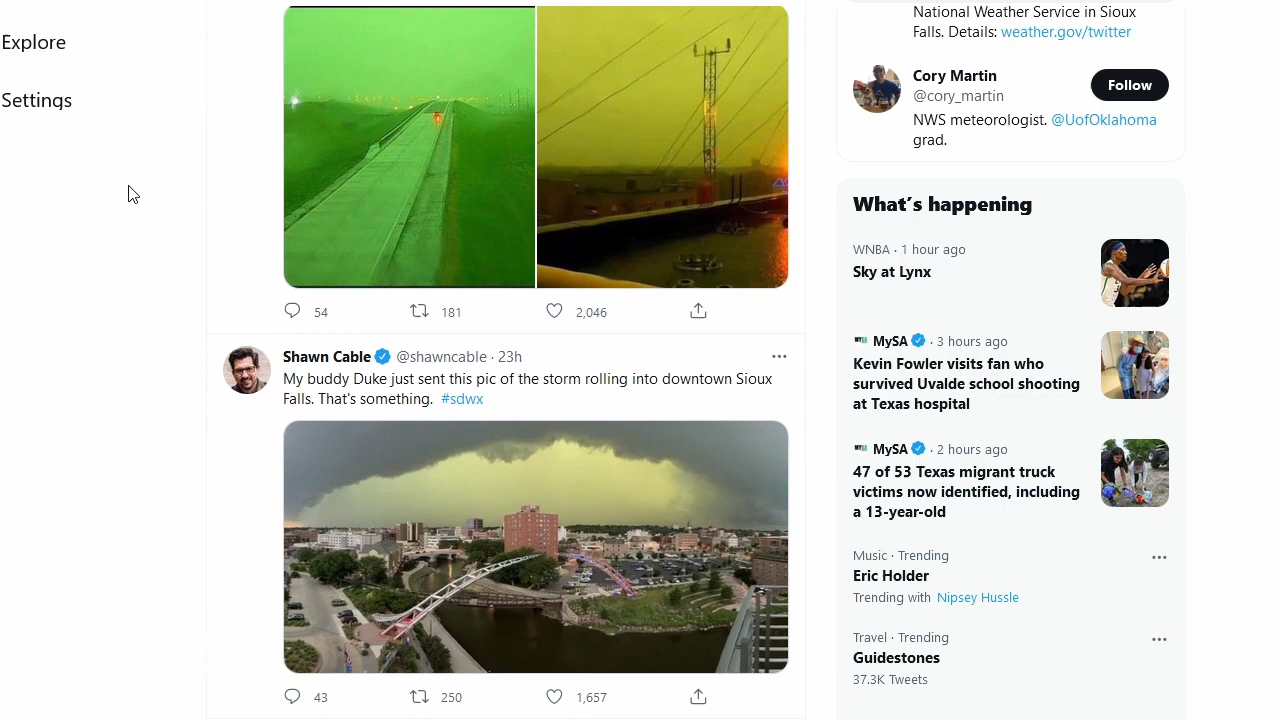 Explore
Settings
54
181
2,046
Shawn Cable @shawncable · 23h
My buddy Duke just sent this pic of the storm rolling into downtown Sioux
Falls. That's something. #sdwx
43
250
1,657
National Weather Service in Sioux
Falls. Details: weather.gov/twitter
Cory Martin
@cory_martin
Follow
NWS meteorologist. @UofOklahoma
grad.
What's happening
WNBA · 1 hour ago
Sky at Lynx
MySA · 3 hours ago
Kevin Fowler visits fan who
survived Uvalde school shooting
at Texas hospital
MySA · 2 hours ago
47 of 53 Texas migrant truck
victims now identified, including
a 13-year-old
Music · Trending
Eric Holder
Trending with Nipsey Hussle
Travel · Trending
Guidestones
37.3K Tweets